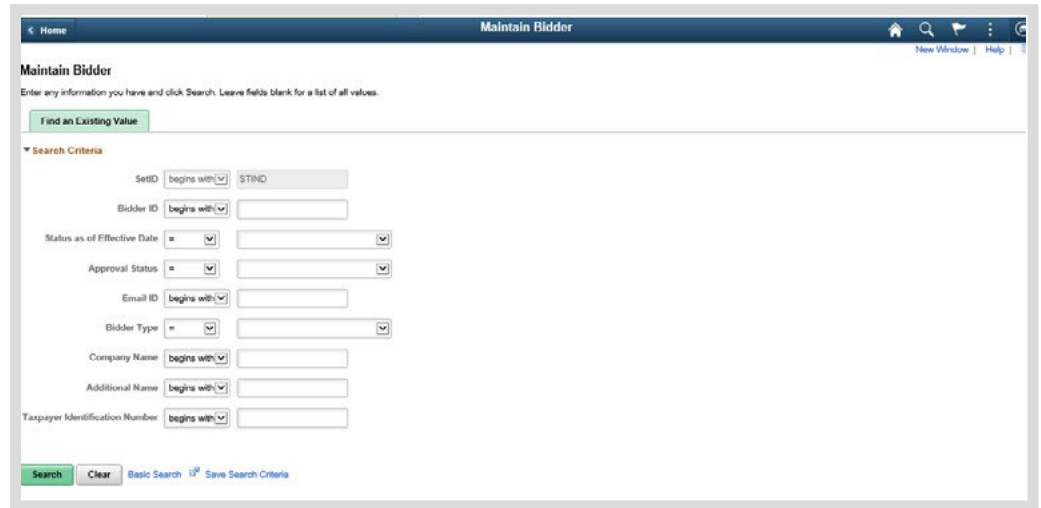 < Home
Maintain Bidder
New Window | Help |
Maintain Bidder
Enter any information you have and click Search. Leave fields blank for a list of all values.
Find an Existing Value
▼ Search Criteria
SetID begins with STIND
Bidder ID begins with
Status as of Effective Date =
Approval Status =
Email ID begins with
Bidder Type =
Company Name begins with
Additional Name begins with
Taxpayer Identification Number begins with
Search Clear Basic Search Save Search Criteria